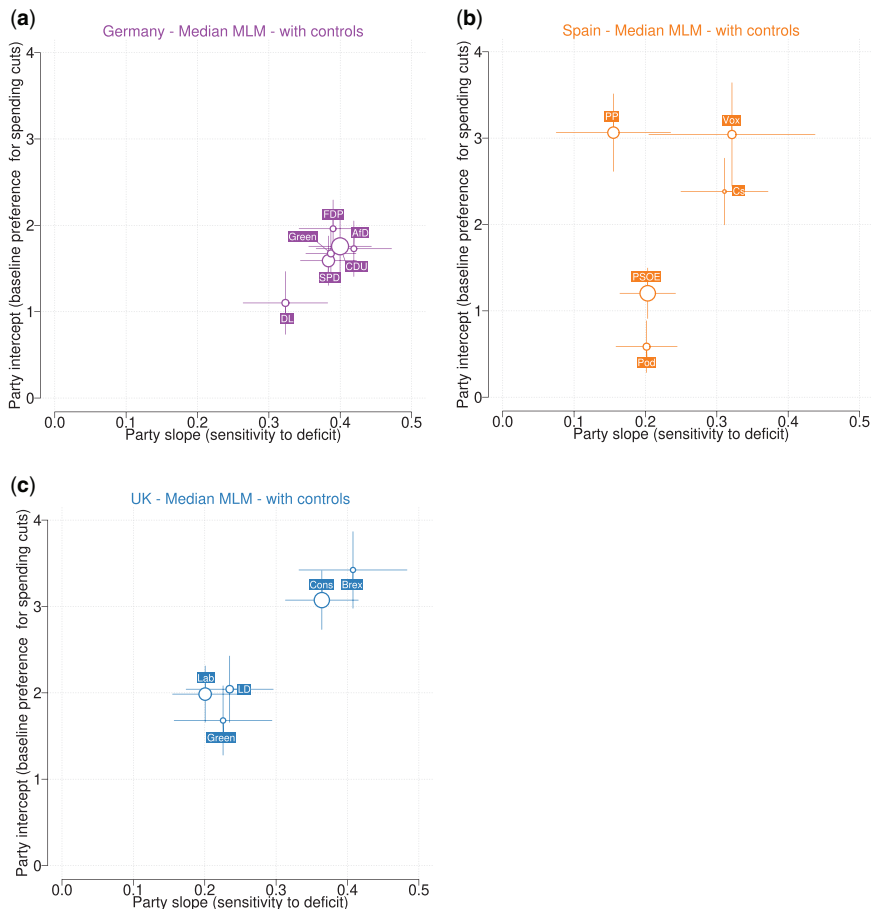 (a)
Germany - Median MLM - with controls
Party intercept (baseline preference for spending cuts)
4
3
2
1
0
FDP
Green
AfD
CDU
SPD
DL
0.0 0.1 0.2 0.3 0.4 0.5
Party slope (sensitivity to deficit)
(b)
Spain - Median MLM - with controls
Party intercept (baseline preference for spending cuts)
4
3
2
1
0
PP
Vox
Cs
PSOE
Pod
0.0 0.1 0.2 0.3 0.4 0.5
Party slope (sensitivity to deficit)
(c)
UK - Median MLM - with controls
Party intercept (baseline preference for spending cuts)
4
3
2
1
0
Cons Brex
Lab
LD
Green
0.0 0.1 0.2 0.3 0.4 0.5
Party slope (sensitivity to deficit)